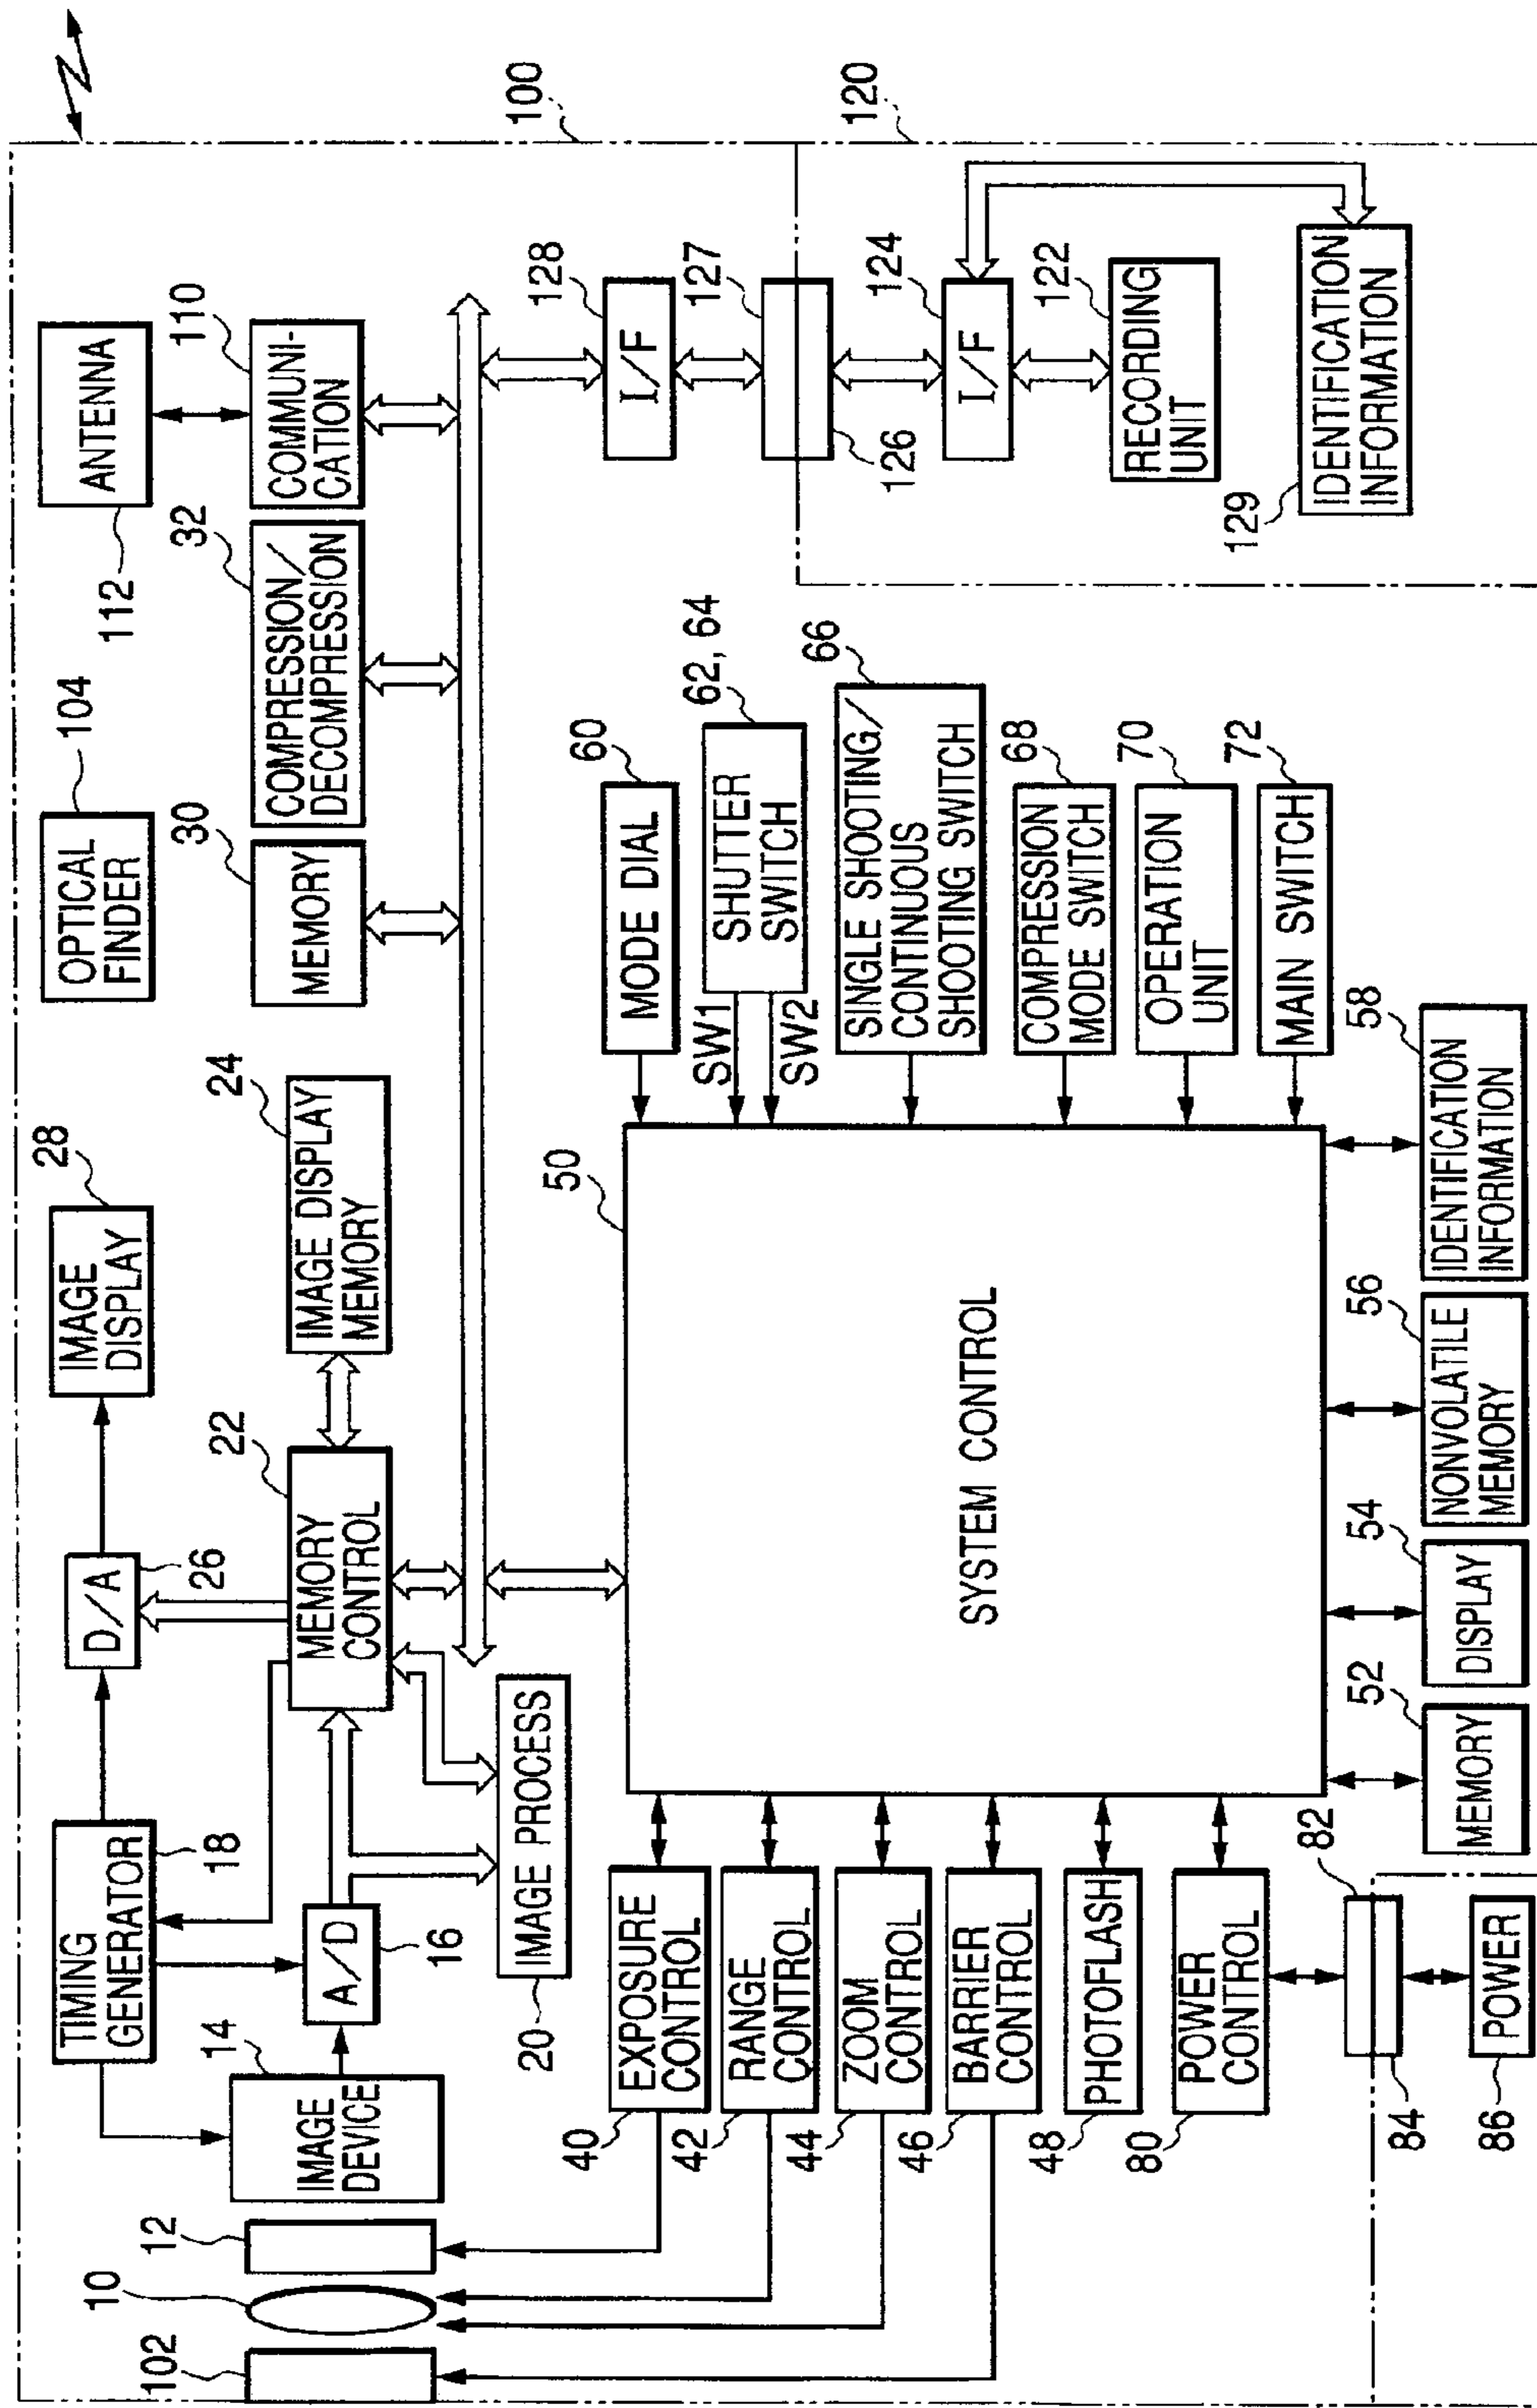 TIMING
GENERATOR
18
D/A
26
IMAGE
DISPLAY
28
OPTICAL
FINDER
104
ANTENNA
112
IMAGE
DEVICE
14
A/D
16
MEMORY
CONTROL
22
IMAGE DISPLAY
MEMORY
24
MEMORY
30
COMPRESSION/
DECOMPRESSION
32
COMMUNI-
CATION
110
102
10
12
IMAGE PROCESS
20
100
120
I/F
128
127
126
I/F
124
RECORDING
UNIT
122
IDENTIFICATION
INFORMATION
129
SYSTEM CONTROL
50
EXPOSURE
CONTROL
40
RANGE
CONTROL
42
ZOOM
CONTROL
44
BARRIER
CONTROL
46
PHOTOFLASH
48
POWER
CONTROL
80
82
84
POWER
86
MODE DIAL
60
SHUTTER
SWITCH
62, 64
SW1
SW2
SINGLE SHOOTING/
CONTINUOUS
SHOOTING SWITCH
66
COMPRESSION
MODE SWITCH
68
OPERATION
UNIT
70
MAIN SWITCH
72
MEMORY
52
DISPLAY
54
NONVOLATILE
MEMORY
56
IDENTIFICATION
INFORMATION
58